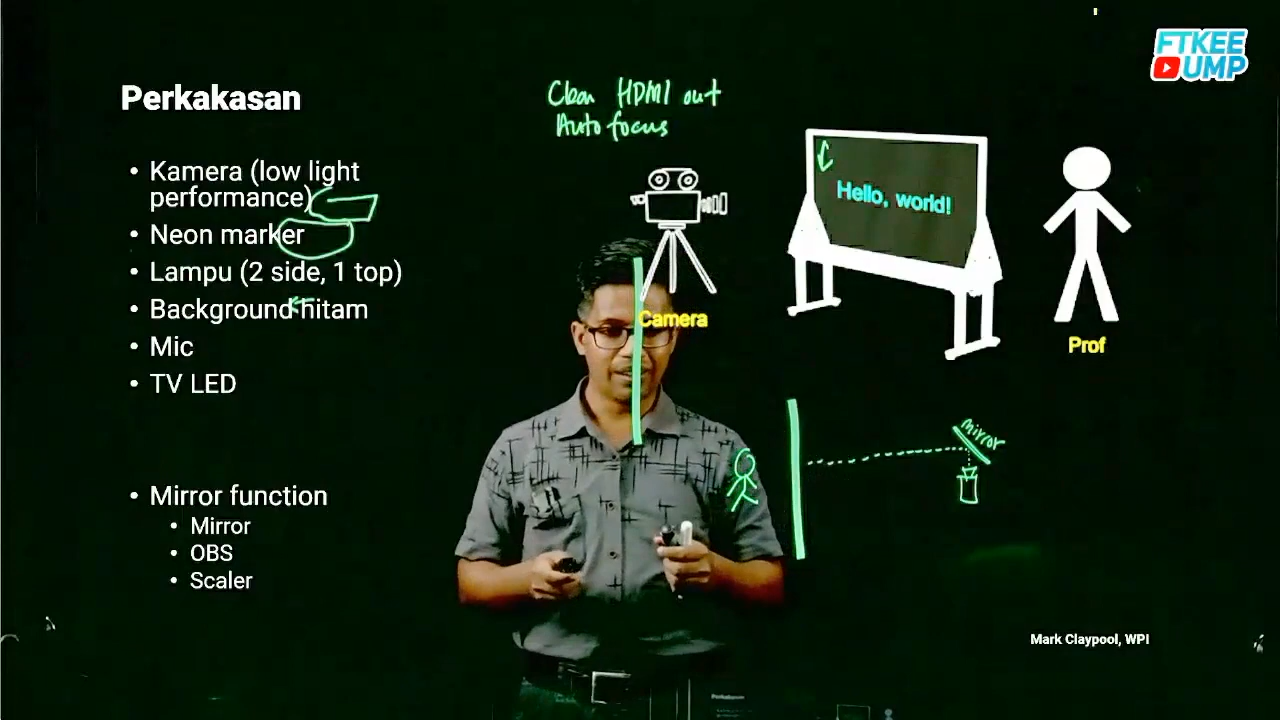 FTKEE
UMP
Perkakasan
Clean HDMI out
Auto focus
• Kamera (low light
performance)
• Neon marker
• Lampu (2 side, 1 top)
• Background hitam
• Mic
• TV LED
• Mirror function
• Mirror
• OBS
• Scaler
Hello, world!
Camera
Prof
mirror
Mark Claypool, WPI